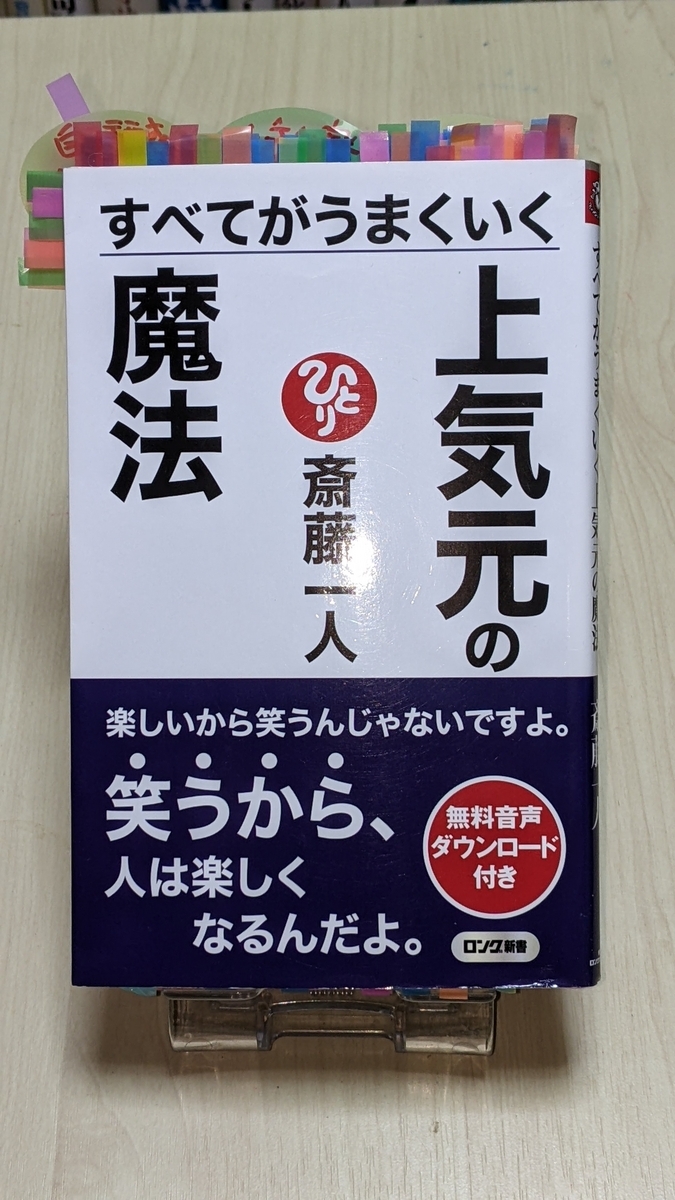 すべてがうまくいく
上気元の
魔法
ひとり
斎藤一人
楽しいから笑うんじゃないですよ。
笑うから、
人は楽しく
なるんだよ。
無料音声
ダウンロード
付き
ロング新書